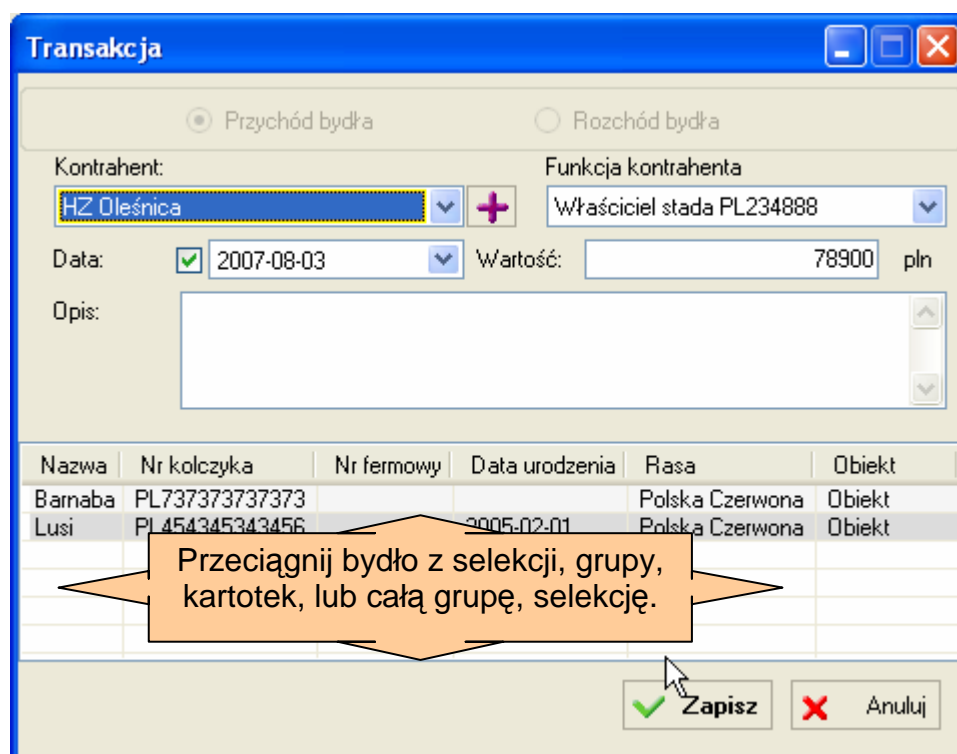 Transakcja
Przychód bydła Rozchód bydła
Kontrahent: Funkcja kontrahenta
HZ Oleśnica Właściciel stada PL234888
Data: 2007-08-03 Wartość: 78900 pln
Opis:
Nazwa Nr kolczyka Nr fermowy Data urodzenia Rasa Obiekt
Barnaba PL737373737373 Polska Czerwona Obiekt
Lusi PL454345343456 2005-02-01 Polska Czerwona Obiekt
Przeciągnij bydło z selekcji, grupy,
kartotek, lub całą grupę, selekcję.
Zapisz Anuluj